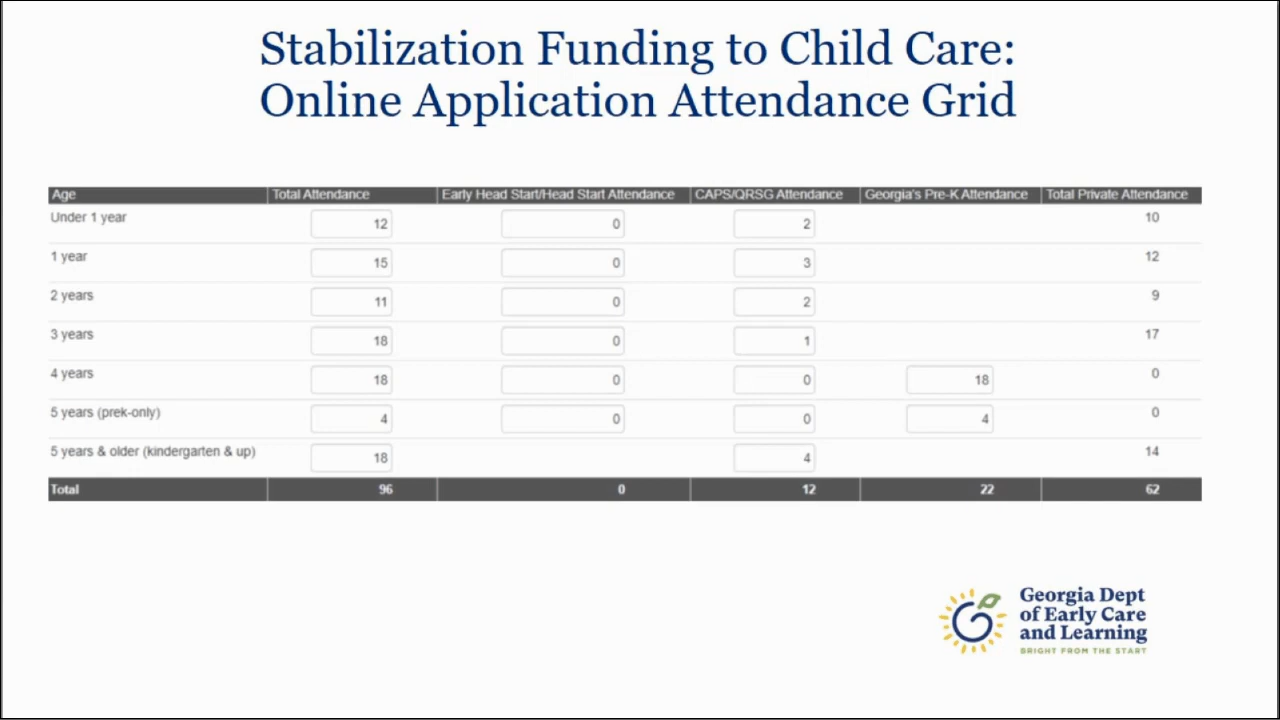 Stabilization Funding to Child Care:
Online Application Attendance Grid
Age Total Attendance Early Head Start/Head Start Attendance CAPS/QRSG Attendance Georgia's Pre-K Attendance Total Private Attendance
Under 1 year 12 0 2 10
1 year 15 0 3 12
2 years 11 0 2 9
3 years 18 0 1 17
4 years 18 0 0 18 0
5 years (prek-only) 4 0 0 4 0
5 years & older (kindergarten & up) 18 4 14
Total 96 0 12 22 62
Georgia Dept
of Early Care
and Learning
BRIGHT FROM THE START